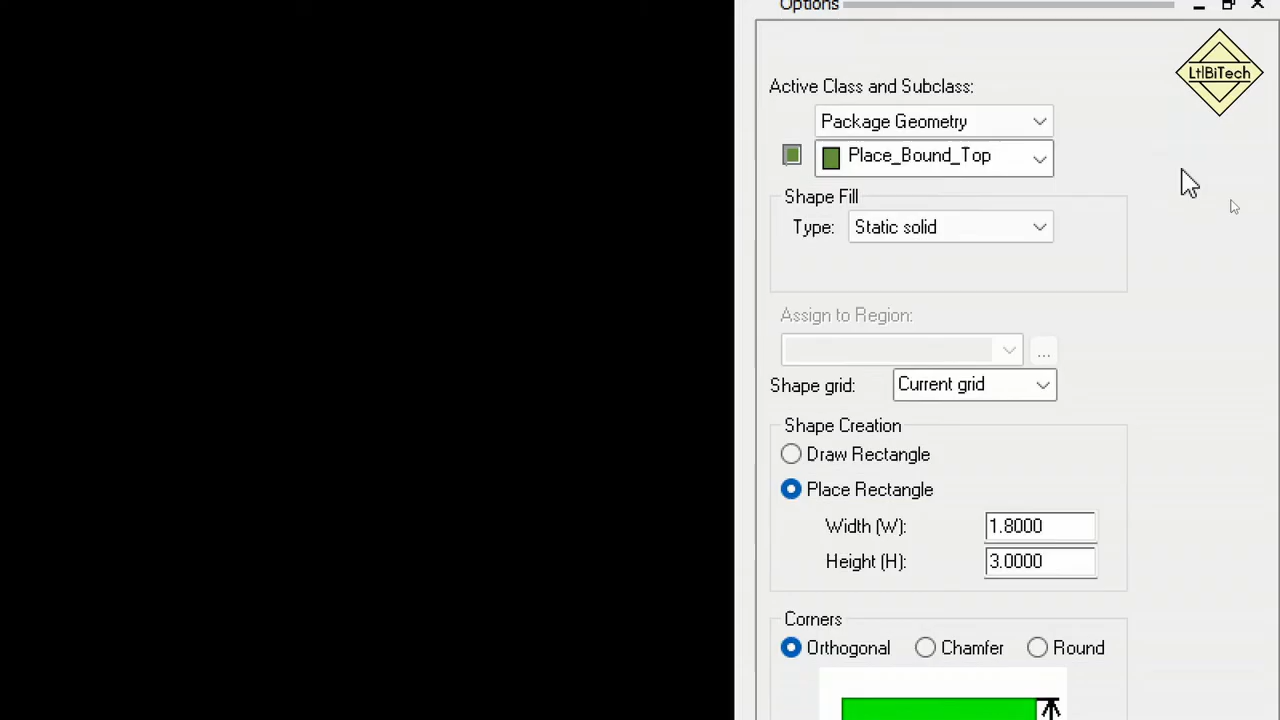 Options
LtlBiTech
Active Class and Subclass:
Package Geometry
Place_Bound_Top
Shape Fill
Type: Static solid
Assign to Region:
...
Shape grid: Current grid
Shape Creation
Draw Rectangle
Place Rectangle
Width (W): 1.8000
Height (H): 3.0000
Corners
Orthogonal Chamfer Round